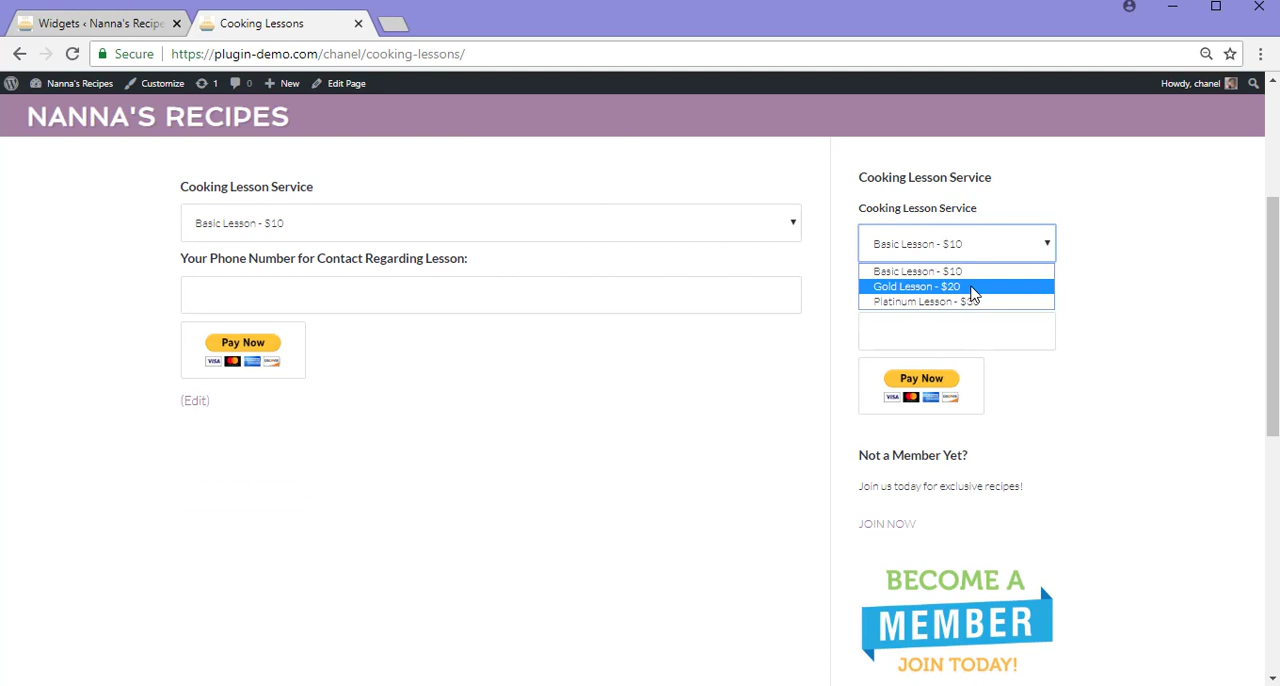 Widgets ‹ Nanna's Recipe
Cooking Lessons
Secure
https://plugin-demo.com/chanel/cooking-lessons/
Nanna's Recipes
Customize
1
0
New
Edit Page
Howdy, chanel
NANNA'S RECIPES
Cooking Lesson Service
Basic Lesson - $10
Your Phone Number for Contact Regarding Lesson:
Pay Now
VISA
(Edit)
Cooking Lesson Service
Cooking Lesson Service
Basic Lesson - $10
Basic Lesson - $10
Gold Lesson - $20
Platinum Lesson -
Pay Now
VISA
Not a Member Yet?
Join us today for exclusive recipes!
JOIN NOW
BECOME A
MEMBER
JOIN TODAY!